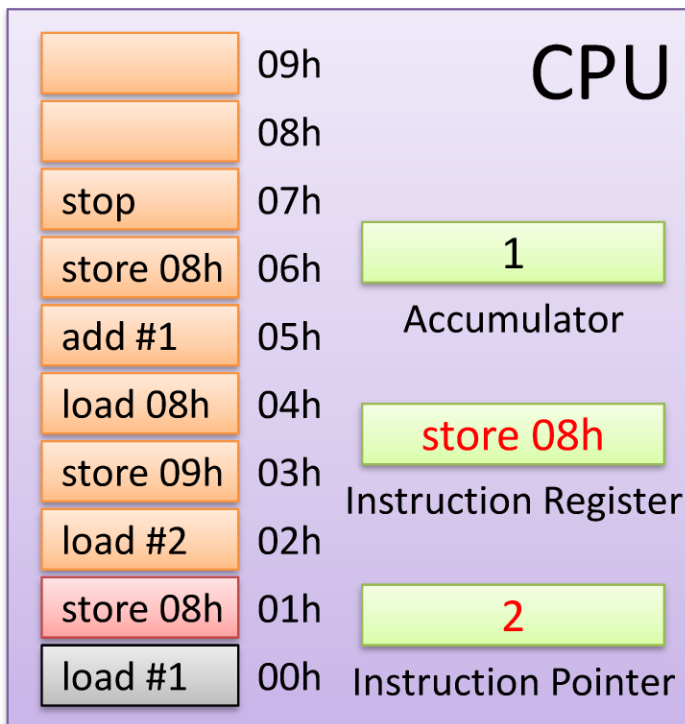 CPU
09h
08h
stop 07h
store 08h 06h
add #1 05h
load 08h 04h
store 09h 03h
load #2 02h
store 08h 01h
load #1 00h
1
Accumulator
store 08h
Instruction Register
2
Instruction Pointer